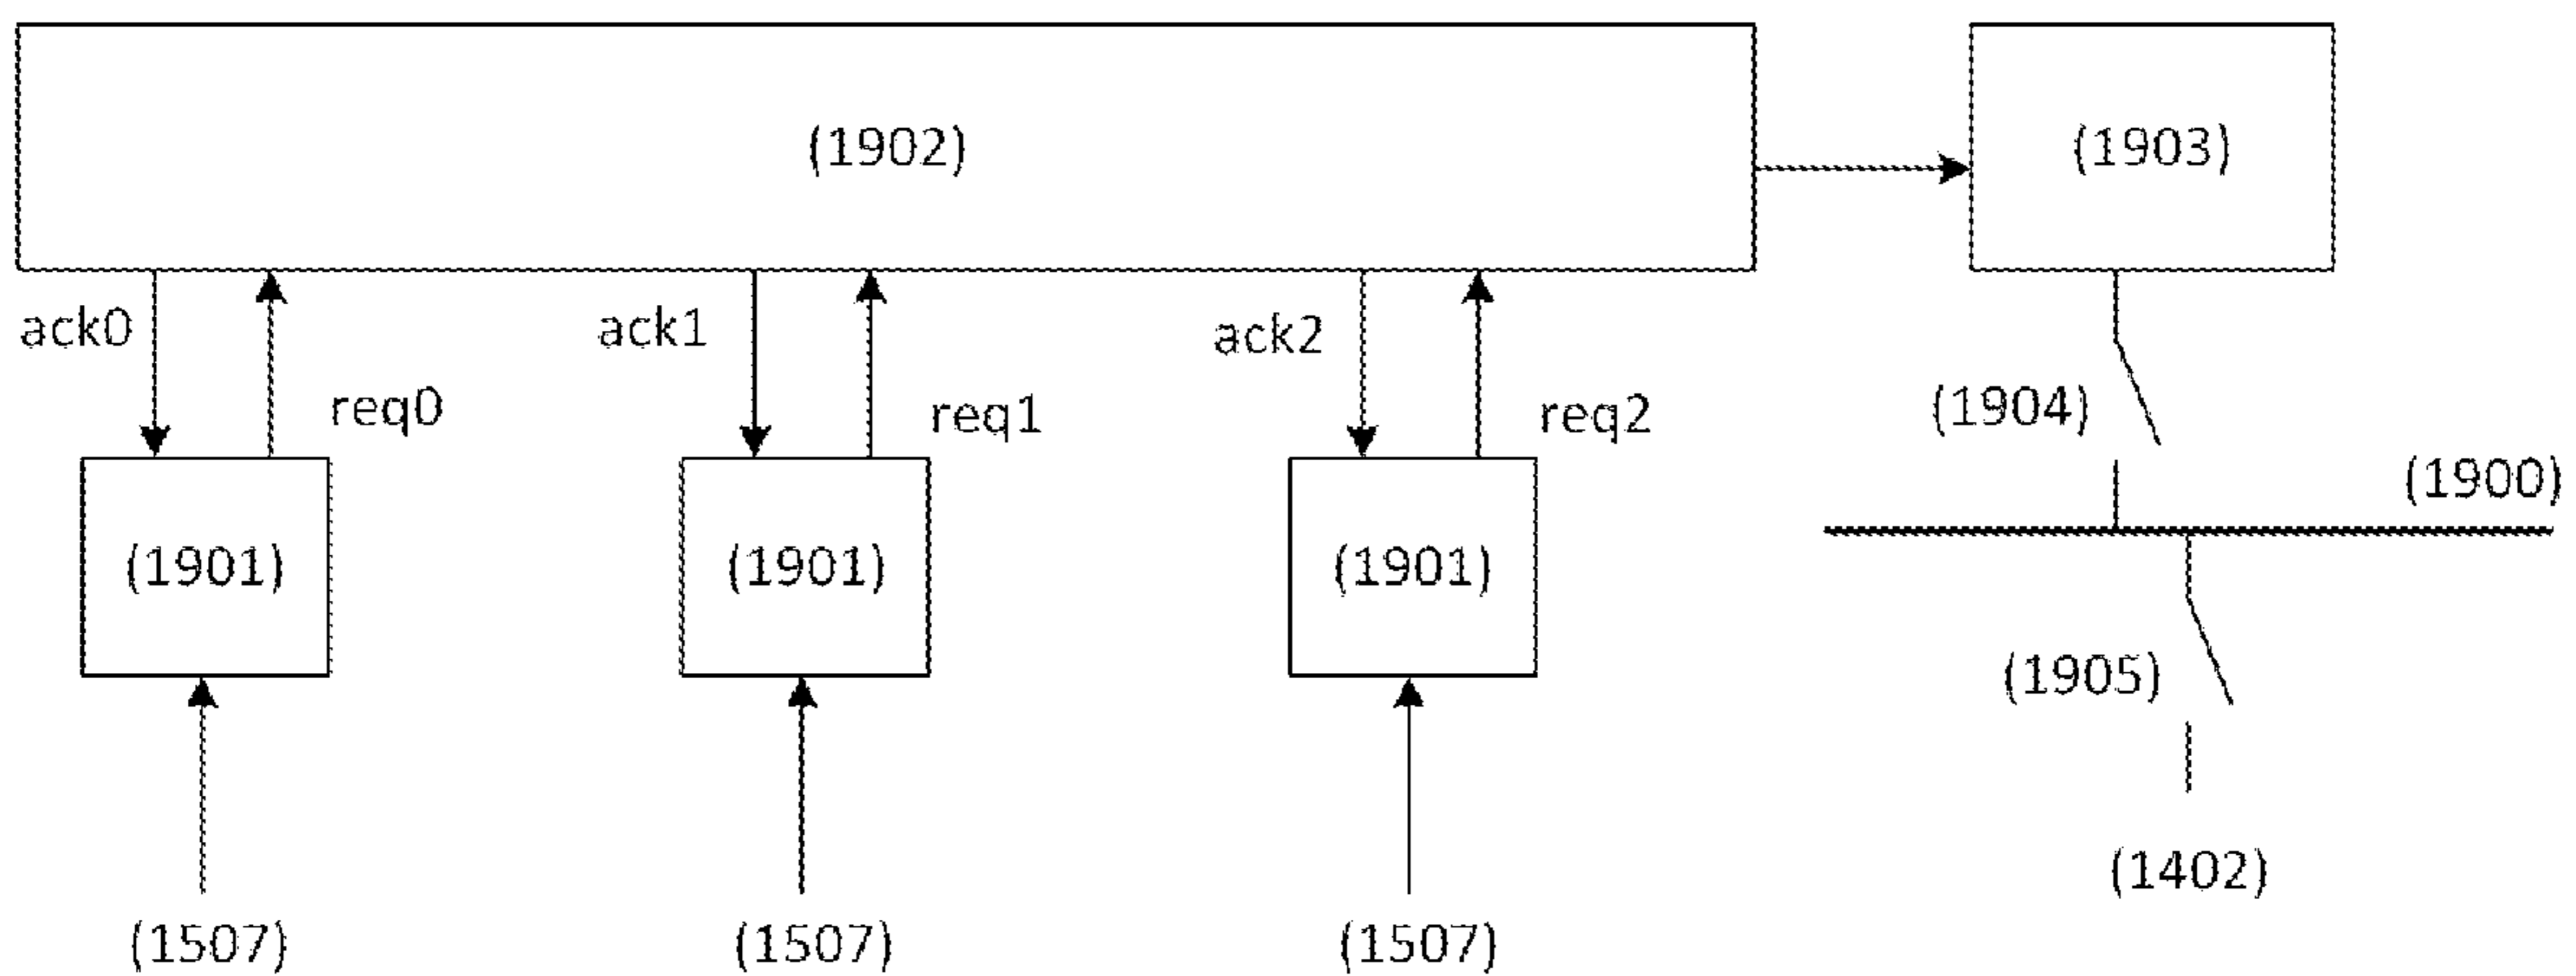 (1902)
(1903)
ack0
req0
ack1
req1
ack2
req2
(1904)
(1900)
(1901)
(1901)
(1901)
(1905)
(1402)
(1507)
(1507)
(1507)